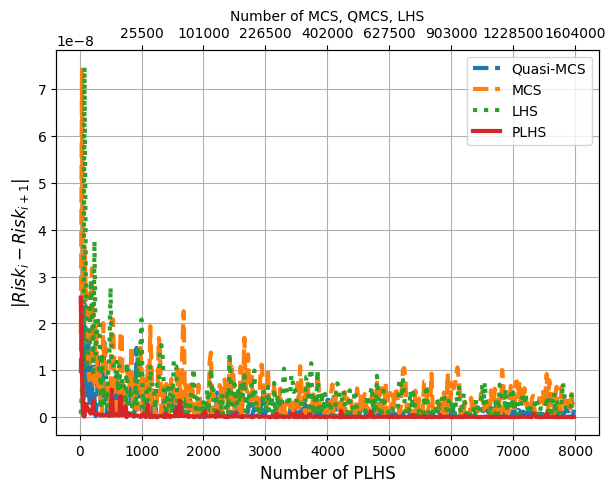 Number of MCS, QMCS, LHS
25500 101000 226500 402000 627500 903000 1228500 1604000
1e−8
Quasi-MCS
MCS
LHS
PLHS
7
6
5
4
3
2
1
0
|Risk_i − Risk_{i+1}|
0 1000 2000 3000 4000 5000 6000 7000 8000
Number of PLHS